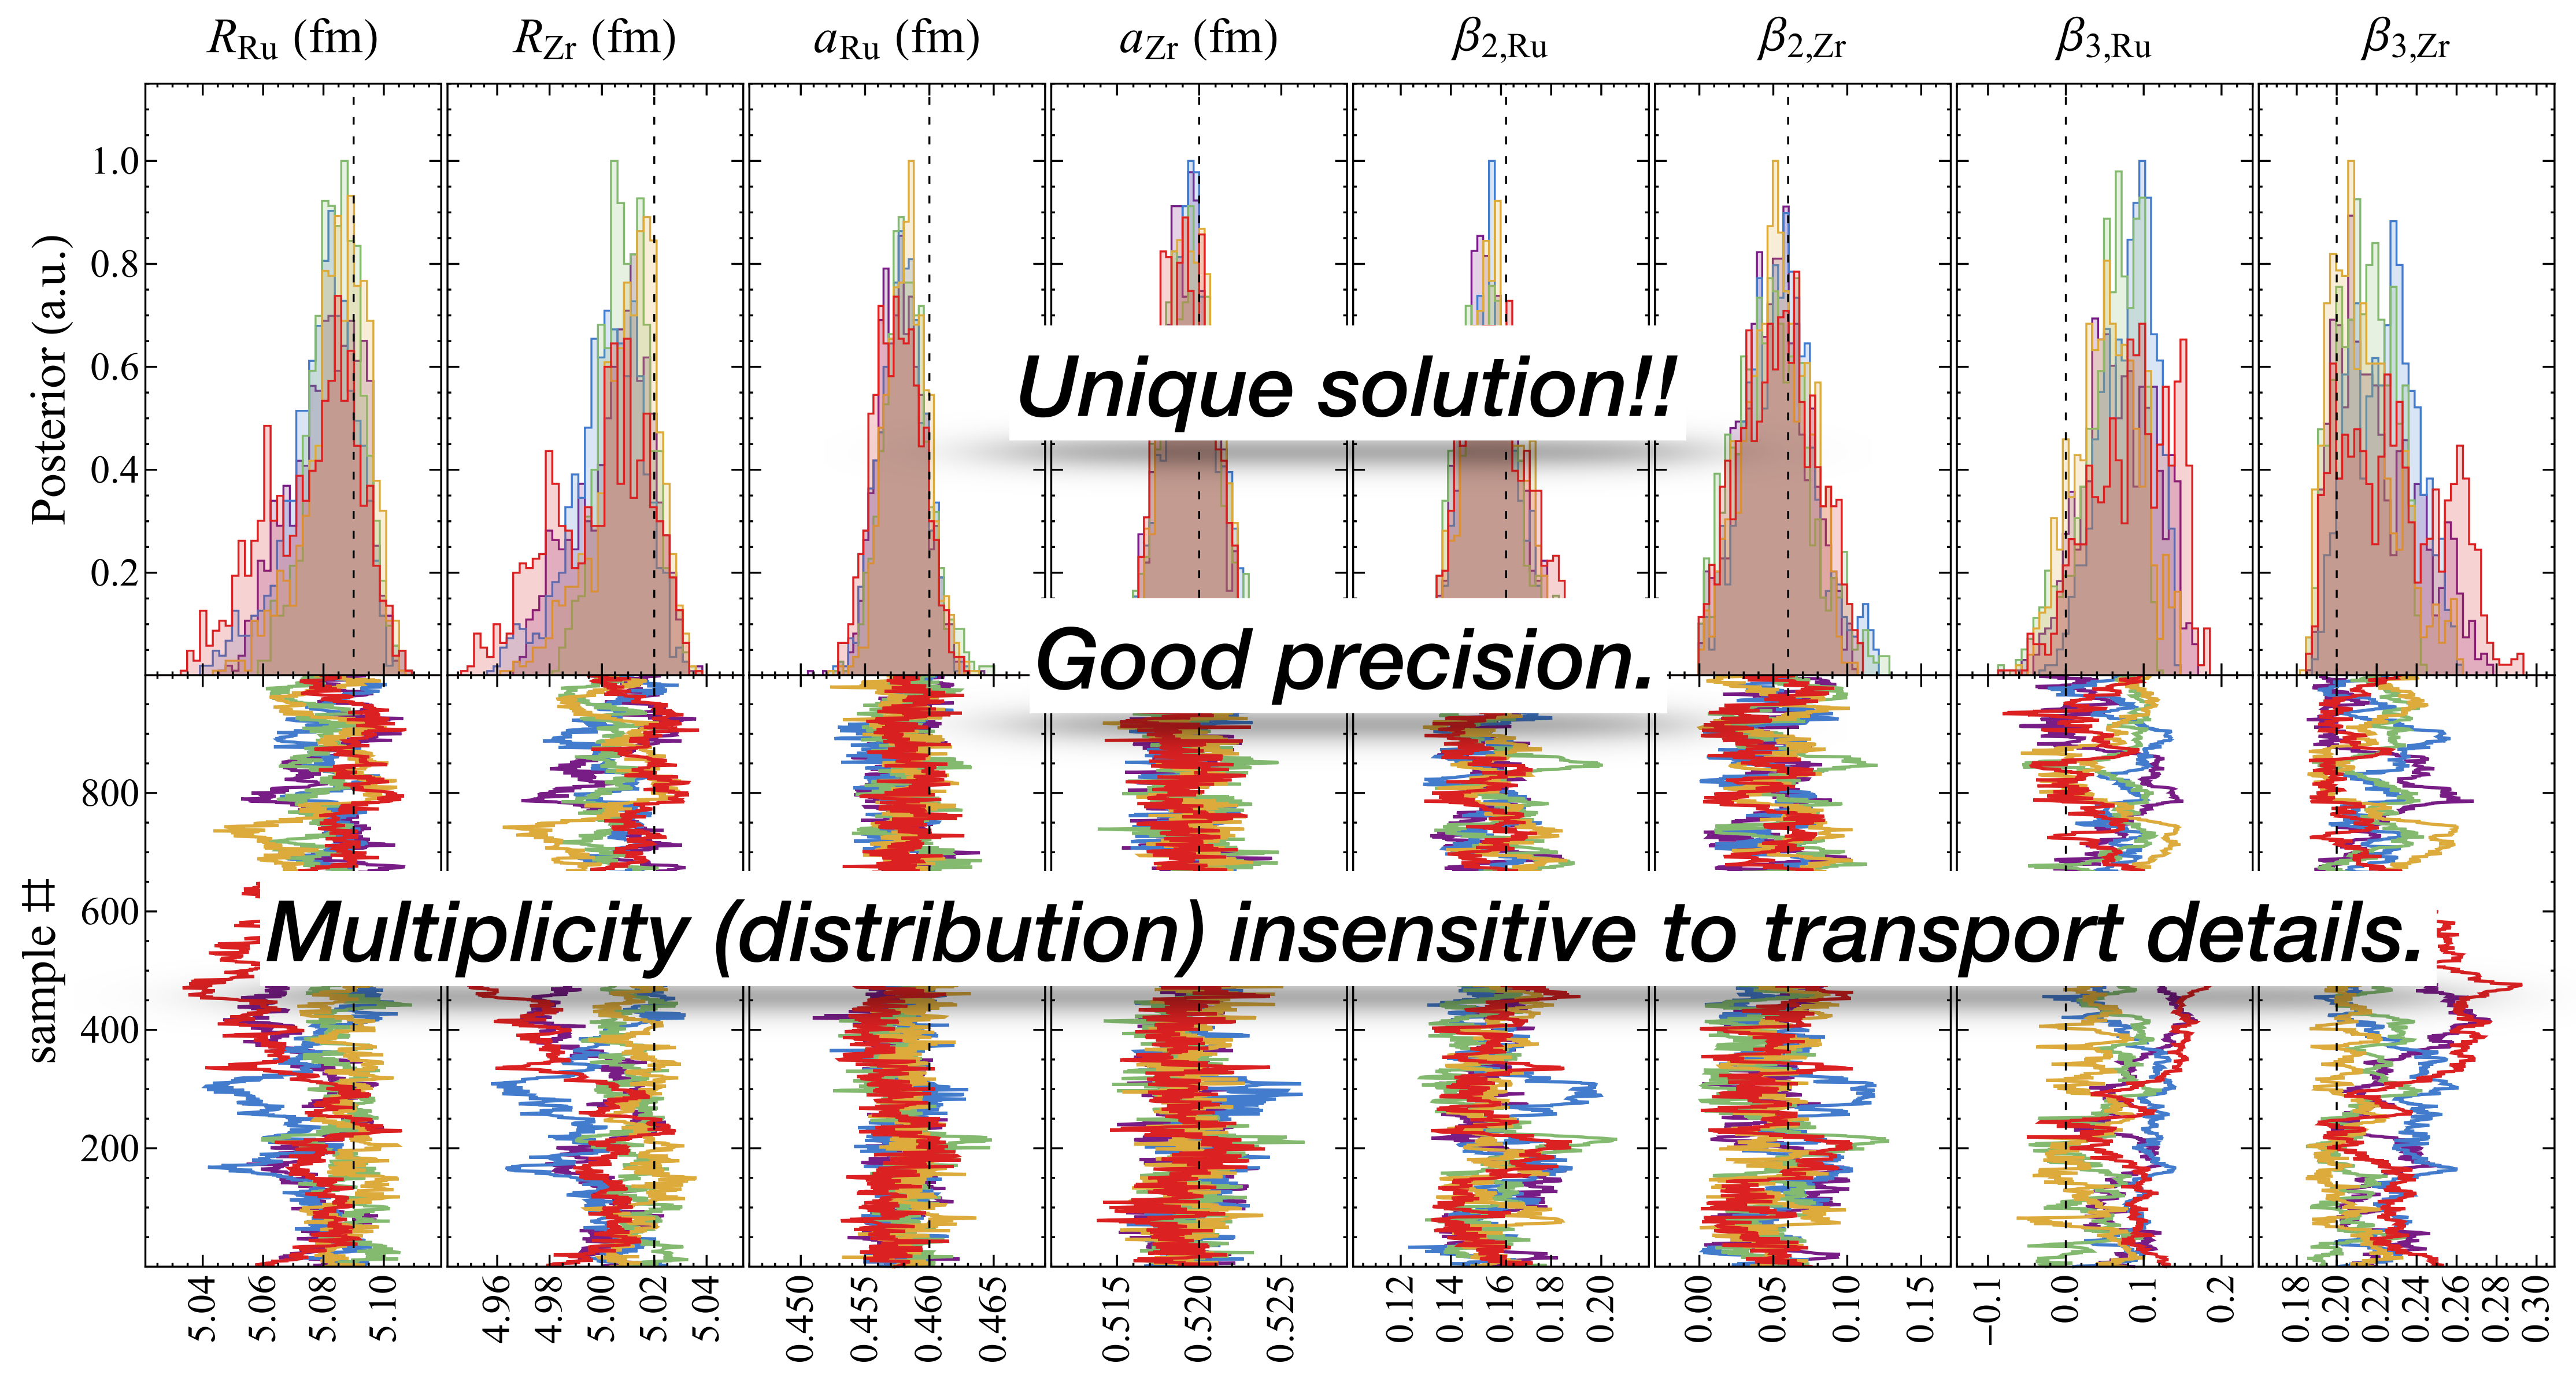 R_Ru (fm) R_Zr (fm) a_Ru (fm) a_Zr (fm) β_2,Ru β_2,Zr β_3,Ru β_3,Zr
Posterior (a.u.)
1.0
0.8
0.6
0.4
0.2
Unique solution!!
Good precision.
sample #
800
600
400
200
Multiplicity (distribution) insensitive to transport details.
5.04 5.06 5.08 5.10
4.96 4.98 5.00 5.02 5.04
0.450 0.455 0.460 0.465
0.515 0.520 0.525
0.12 0.14 0.16 0.18 0.20
0.00 0.05 0.10 0.15
−0.1 0.0 0.1 0.2
0.18 0.20 0.22 0.24 0.26 0.28 0.30